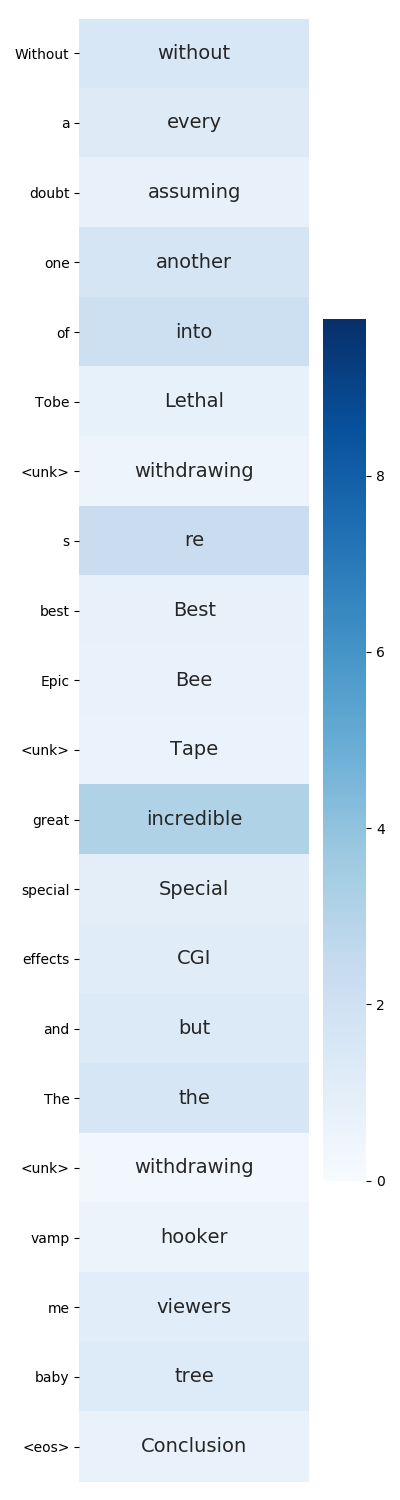 Without without
a every
doubt assuming
one another
of into
Tobe Lethal
<unk> withdrawing
s re
best Best
8
Epic Bee
6
<unk> Tape
great incredible
4
special Special
effects CGI
2
and but
The the
<unk> withdrawing
0
vamp hooker
me viewers
baby tree
<eos> Conclusion